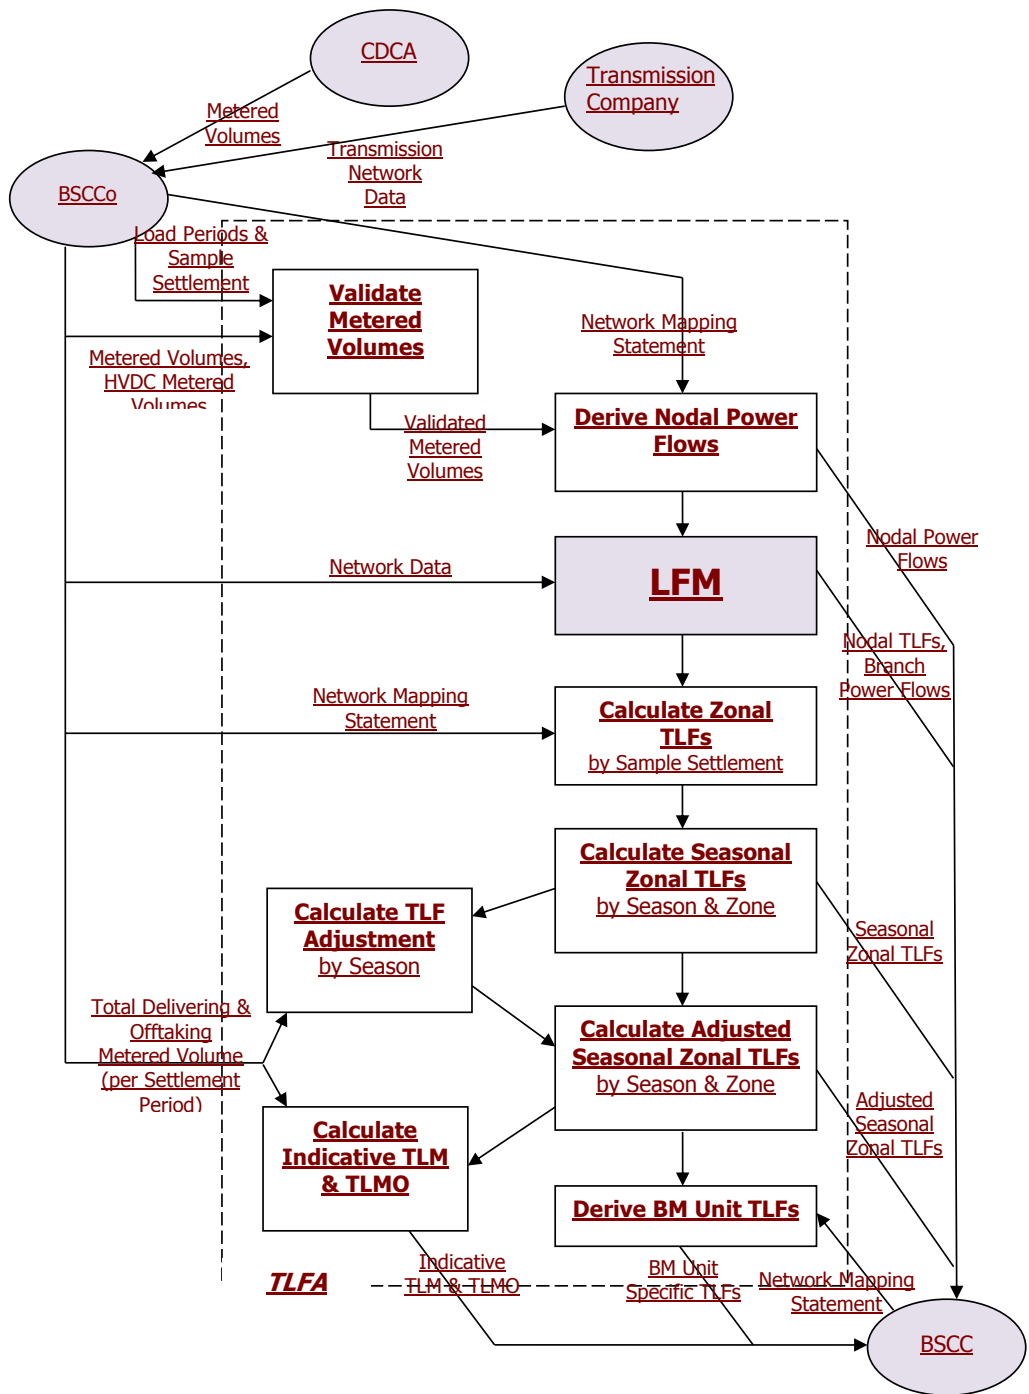 CDCA
Transmission
Company
Metered
Volumes
Transmission
Network
Data
BSCCo
Load Periods &
Sample
Settlement
Validate
Metered
Volumes
Network Mapping
Statement
Metered Volumes,
HVDC Metered
Volumes
Validated
Metered
Volumes
Derive Nodal Power
Flows
Nodal Power
Flows
Network Data
LFM
Nodal TLFs,
Branch
Power Flows
Network Mapping
Statement
Calculate Zonal
TLFs
by Sample Settlement
Calculate Seasonal
Zonal TLFs
by Season & Zone
Calculate TLF
Adjustment
by Season
Seasonal
Zonal TLFs
Total Delivering &
Offtaking
Metered Volume
(per Settlement
Period)
Calculate Adjusted
Seasonal Zonal TLFs
by Season & Zone
Adjusted
Seasonal
Zonal TLFs
Calculate
Indicative TLM
& TLMO
Derive BM Unit TLFs
TLFA
Indicative
TLM & TLMO
BM Unit
Specific TLFs
Network Mapping
Statement
BSCC